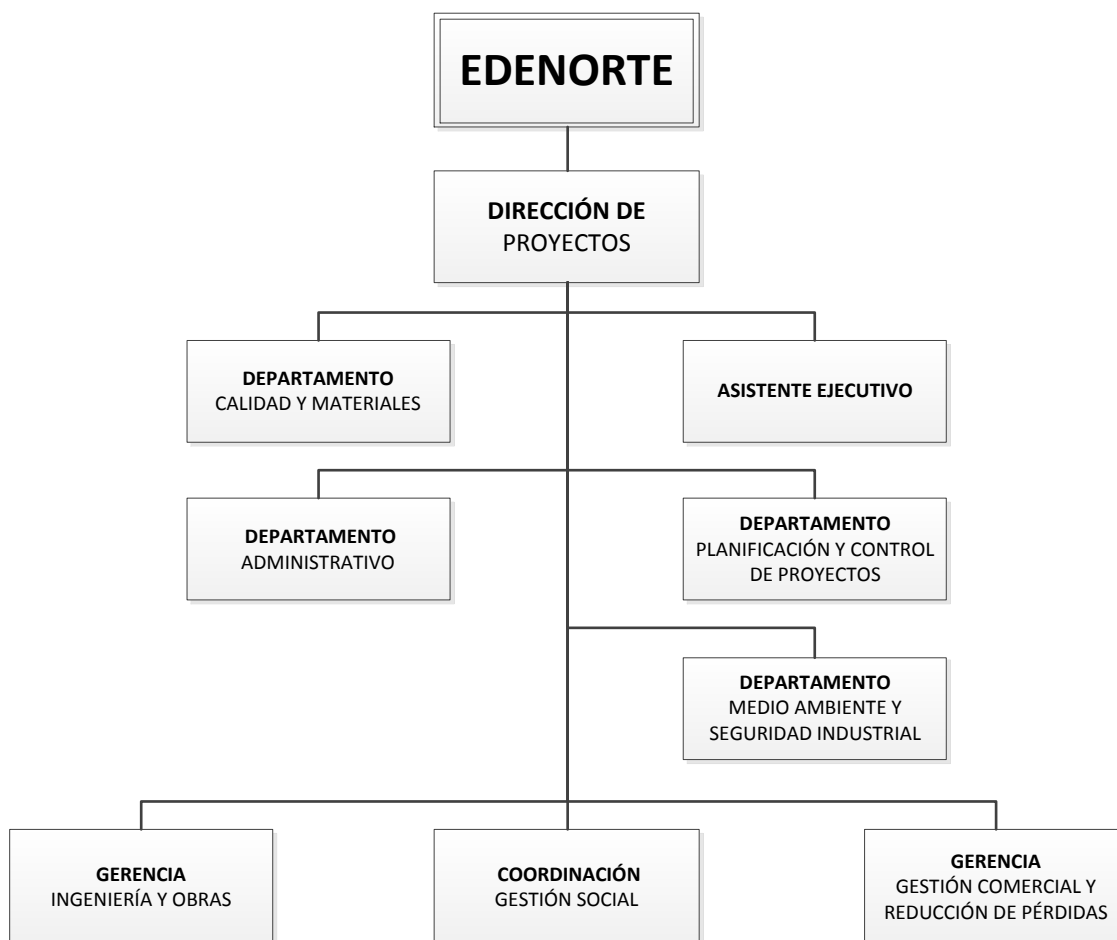 EDENORTE
DIRECCIÓN DE
PROYECTOS
DEPARTAMENTO
CALIDAD Y MATERIALES
ASISTENTE EJECUTIVO
DEPARTAMENTO
ADMINISTRATIVO
DEPARTAMENTO
PLANIFICACIÓN Y CONTROL
DE PROYECTOS
DEPARTAMENTO
MEDIO AMBIENTE Y
SEGURIDAD INDUSTRIAL
GERENCIA
INGENIERÍA Y OBRAS
COORDINACIÓN
GESTIÓN SOCIAL
GERENCIA
GESTIÓN COMERCIAL Y
REDUCCIÓN DE PÉRDIDAS